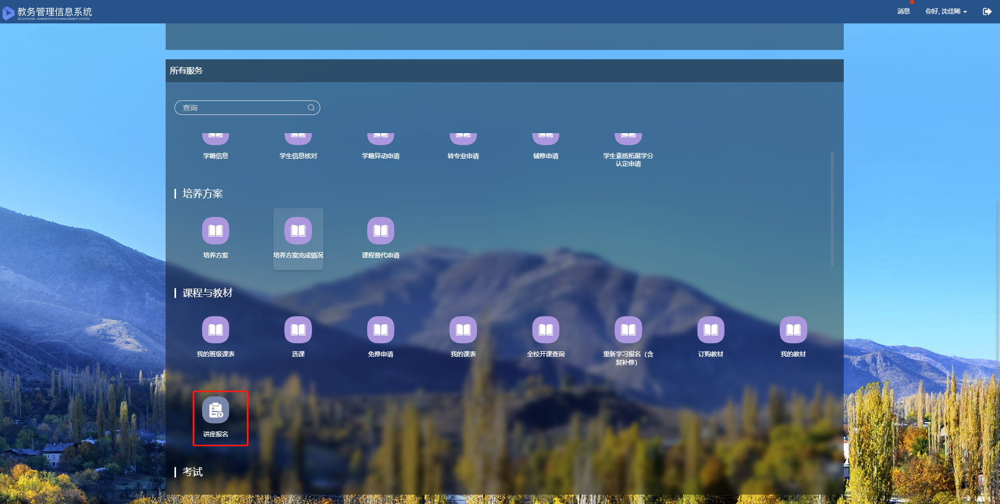 教务管理信息系统
EDUCATIONAL ADMINISTRATION MANAGEMENT SYSTEM
消息
你好, 沈佳晞
所有服务
查询
学籍信息
学生信息核对
学籍异动申请
转专业申请
辅修申请
学生素质拓展学分
认定申请
培养方案
培养方案
培养方案完成情况
课程替代申请
课程与教材
我的班级课表
选课
免修申请
我的课表
全校开课查询
重新学习报名（含
复补修）
订购教材
我的教材
讲座报名
考试